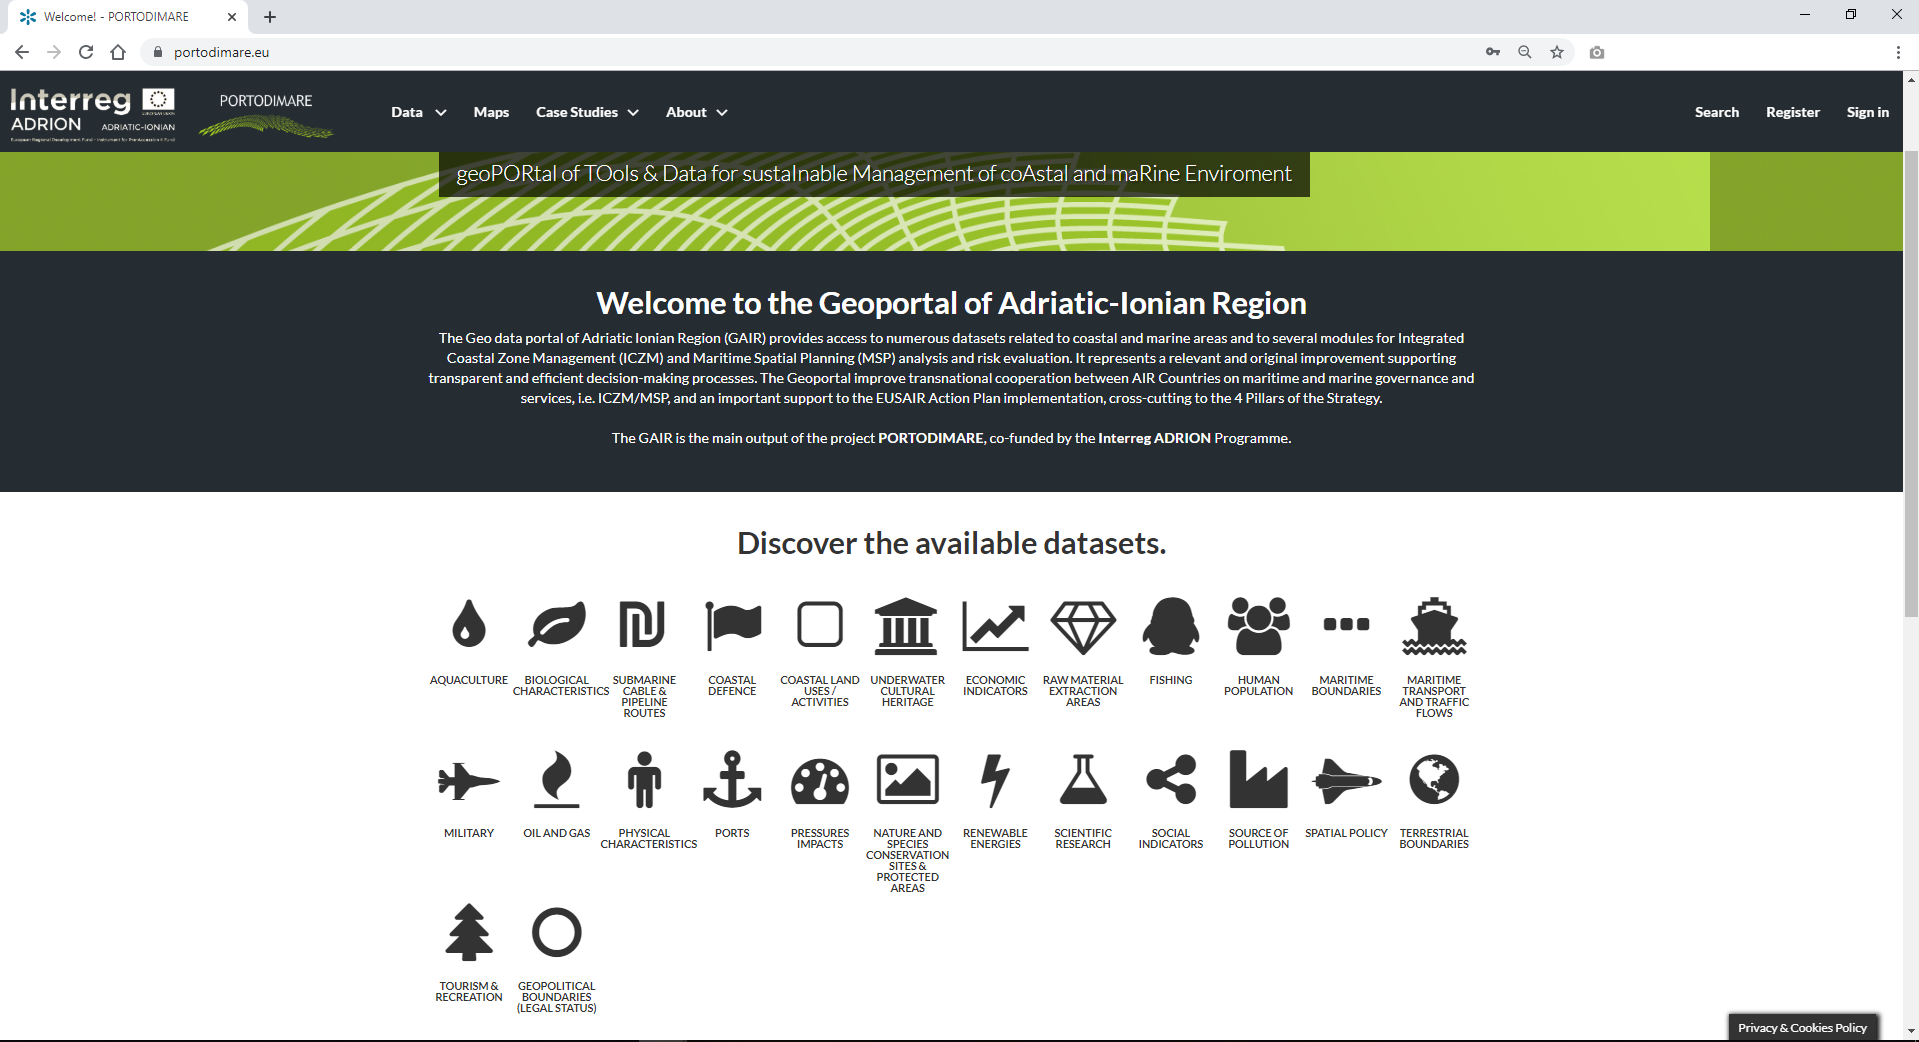 Welcome! - PORTODIMARE
portodimare.eu
Interreg
ADRION ADRIATIC-IONIAN
European Regional Development Fund - Instrument for Pre-Accession II Fund
PORTODIMARE
Data Maps Case Studies About Search Register Sign in
geoPORtal of TOols & Data for sustaInable Management of coAstal and maRine Enviroment
Welcome to the Geoportal of Adriatic-Ionian Region
The Geo data portal of Adriatic Ionian Region (GAIR) provides access to numerous datasets related to coastal and marine areas and to several modules for Integrated
Coastal Zone Management (ICZM) and Maritime Spatial Planning (MSP) analysis and risk evaluation. It represents a relevant and original improvement supporting
transparent and efficient decision-making processes. The Geoportal improve transnational cooperation between AIR Countries on maritime and marine governance and
services, i.e. ICZM/MSP, and an important support to the EUSAIR Action Plan implementation, cross-cutting to the 4 Pillars of the Strategy.
The GAIR is the main output of the project PORTODIMARE, co-funded by the Interreg ADRION Programme.
Discover the available datasets.
AQUACULTURE
BIOLOGICAL
CHARACTERISTICS
SUBMARINE
CABLE &
PIPELINE
ROUTES
COASTAL
DEFENCE
COASTAL LAND
USES /
ACTIVITIES
UNDERWATER
CULTURAL
HERITAGE
ECONOMIC
INDICATORS
RAW MATERIAL
EXTRACTION
AREAS
FISHING
HUMAN
POPULATION
MARITIME
BOUNDARIES
MARITIME
TRANSPORT
AND TRAFFIC
FLOWS
MILITARY
OIL AND GAS
PHYSICAL
CHARACTERISTICS
PORTS
PRESSURES
IMPACTS
NATURE AND
SPECIES
CONSERVATION
SITES &
PROTECTED
AREAS
RENEWABLE
ENERGIES
SCIENTIFIC
RESEARCH
SOCIAL
INDICATORS
SOURCE OF
POLLUTION
SPATIAL POLICY
TERRESTRIAL
BOUNDARIES
TOURISM &
RECREATION
GEOPOLITICAL
BOUNDARIES
(LEGAL STATUS)
Privacy & Cookies Policy